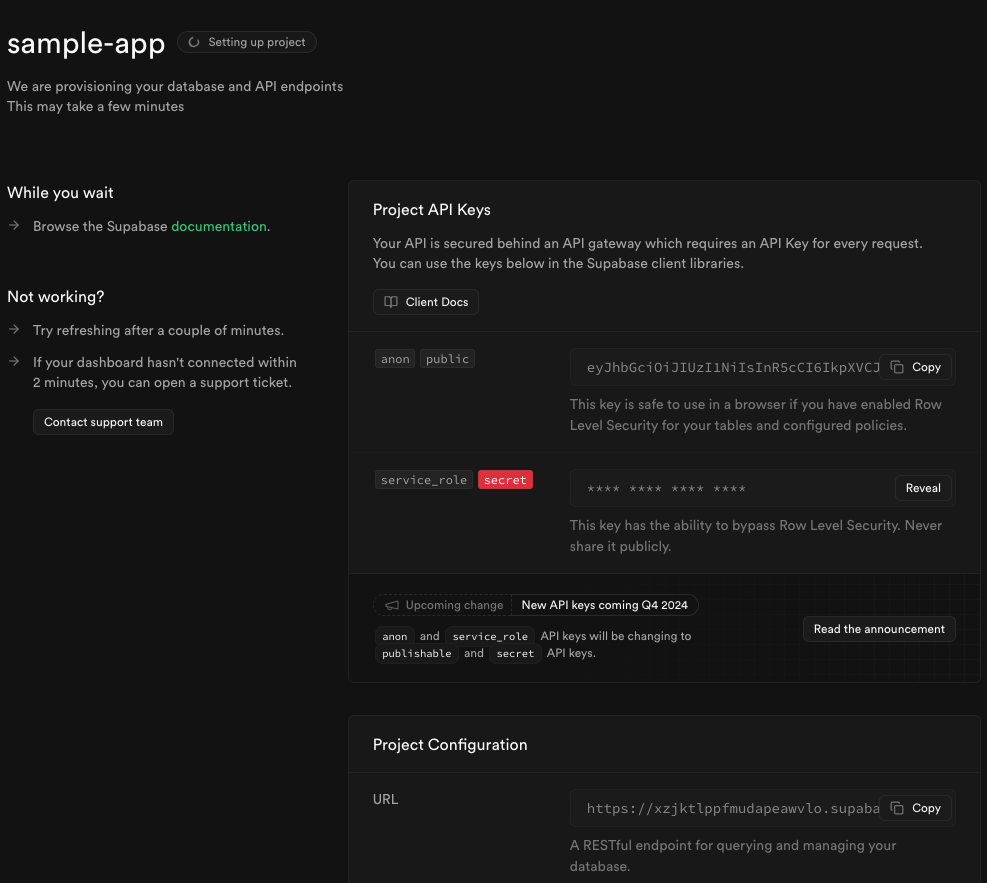 sample-app
Setting up project
We are provisioning your database and API endpoints
This may take a few minutes
While you wait
Browse the Supabase documentation.
Not working?
Try refreshing after a couple of minutes.
If your dashboard hasn't connected within
2 minutes, you can open a support ticket.
Contact support team
Project API Keys
Your API is secured behind an API gateway which requires an API Key for every request.
You can use the keys below in the Supabase client libraries.
Client Docs
anon public
eyJhbGciOiJIUzI1NiIsInR5cCI6IkpXVCJ
Copy
This key is safe to use in a browser if you have enabled Row
Level Security for your tables and configured policies.
service_role secret
**** **** **** ****
Reveal
This key has the ability to bypass Row Level Security. Never
share it publicly.
Upcoming change
New API keys coming Q4 2024
anon and service_role API keys will be changing to
publishable and secret API keys.
Read the announcement
Project Configuration
URL
https://xzjktlppfmudapeawvlo.supaba
Copy
A RESTful endpoint for querying and managing your
database.